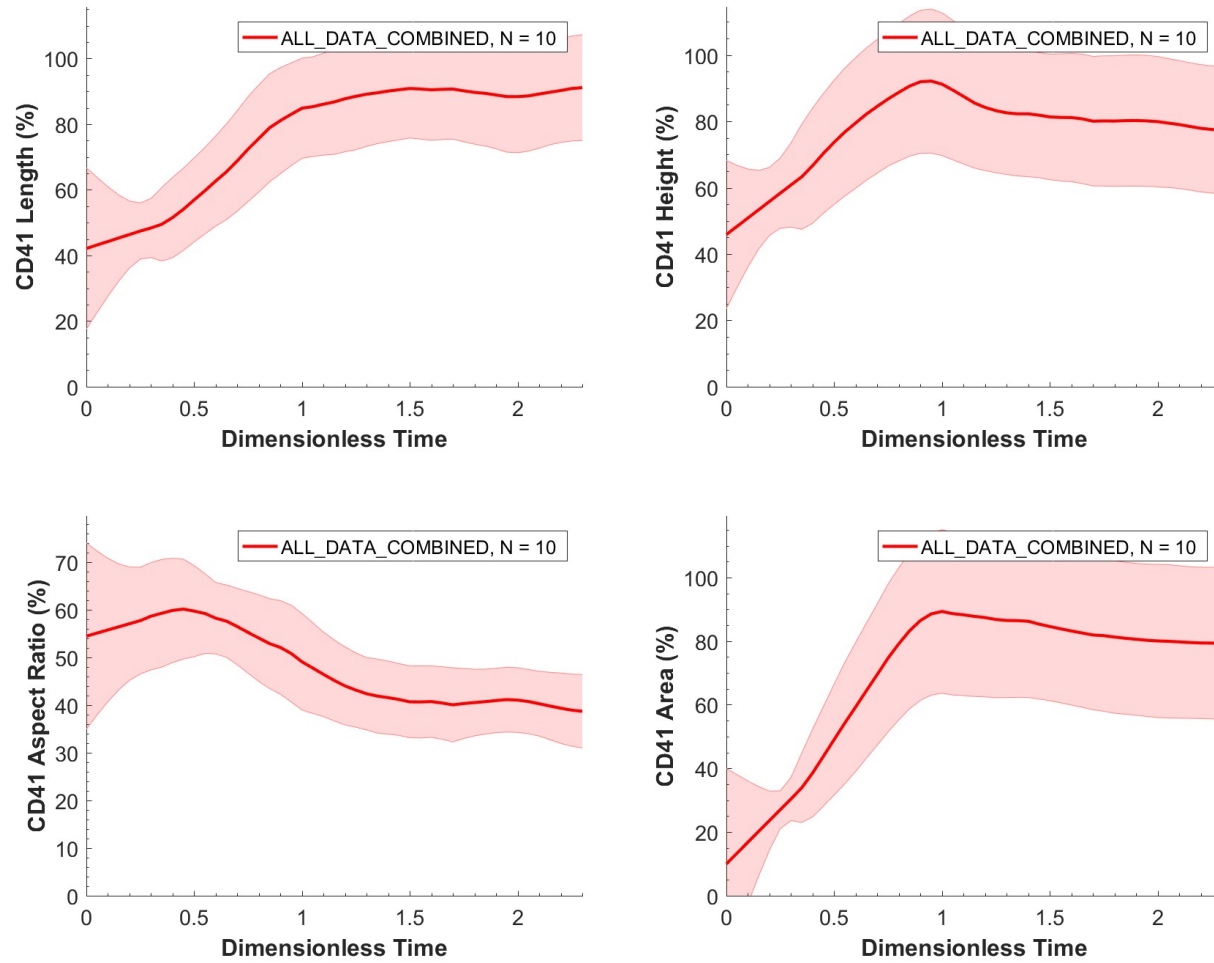 ALL_DATA_COMBINED, N = 10
CD41 Length (%)
100
80
60
40
20
0
0 0.5 1 1.5 2
Dimensionless Time
ALL_DATA_COMBINED, N = 10
CD41 Height (%)
100
80
60
40
20
0
0 0.5 1 1.5 2
Dimensionless Time
ALL_DATA_COMBINED, N = 10
CD41 Aspect Ratio (%)
70
60
50
40
30
20
10
0
0 0.5 1 1.5 2
Dimensionless Time
ALL_DATA_COMBINED, N = 10
CD41 Area (%)
100
80
60
40
20
0
0 0.5 1 1.5 2
Dimensionless Time